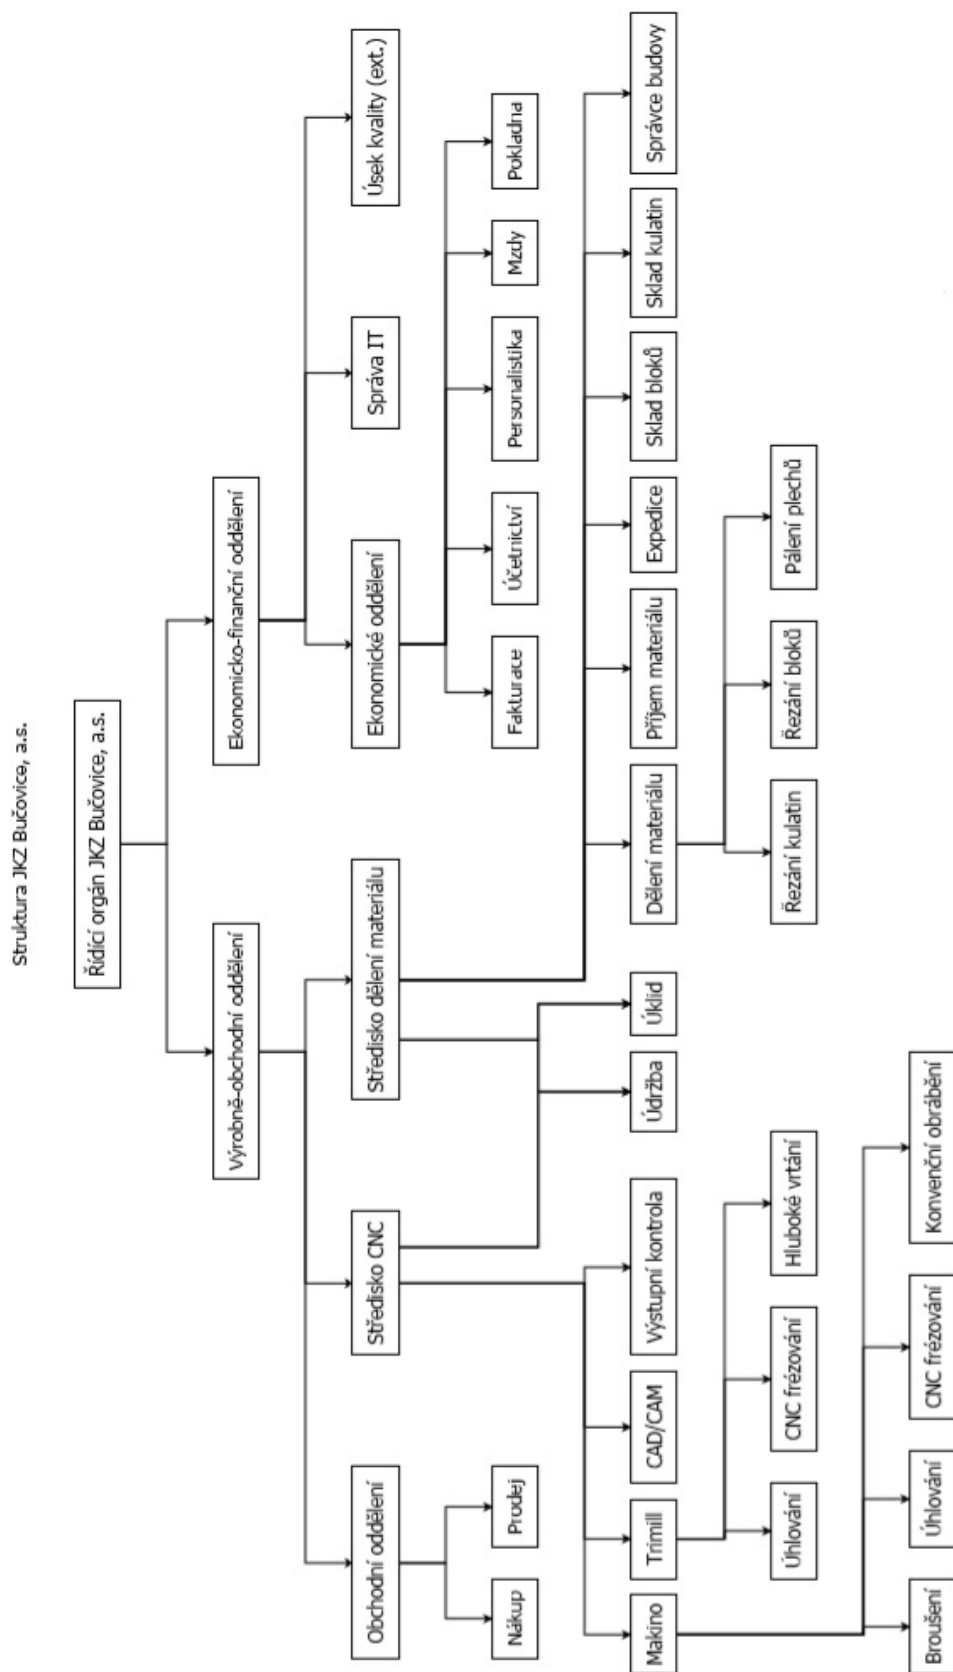 Struktura JKZ Bučovice, a.s.
Řídící orgán JKZ Bučovice, a.s.
Výrobně-obchodní oddělení
Ekonomicko-finanční oddělení
Obchodní oddělení
Středisko CNC
Středisko dělení materiálu
Ekonomické oddělení
Správa IT
Úsek kvality (ext.)
Nákup
Prodej
Fakturace
Účetnictví
Personalistika
Mzdy
Pokladna
Makino
Trimill
CAD/CAM
Výstupní kontrola
Údržba
Úklid
Dělení materiálu
Příjem materiálu
Expedice
Sklad bloků
Sklad kulatin
Správce budovy
Úhlování
CNC frézování
Hluboké vrtání
Řezání kulatin
Řezání bloků
Pálení plechů
Broušení
Úhlování
CNC frézování
Konvenční obrábění